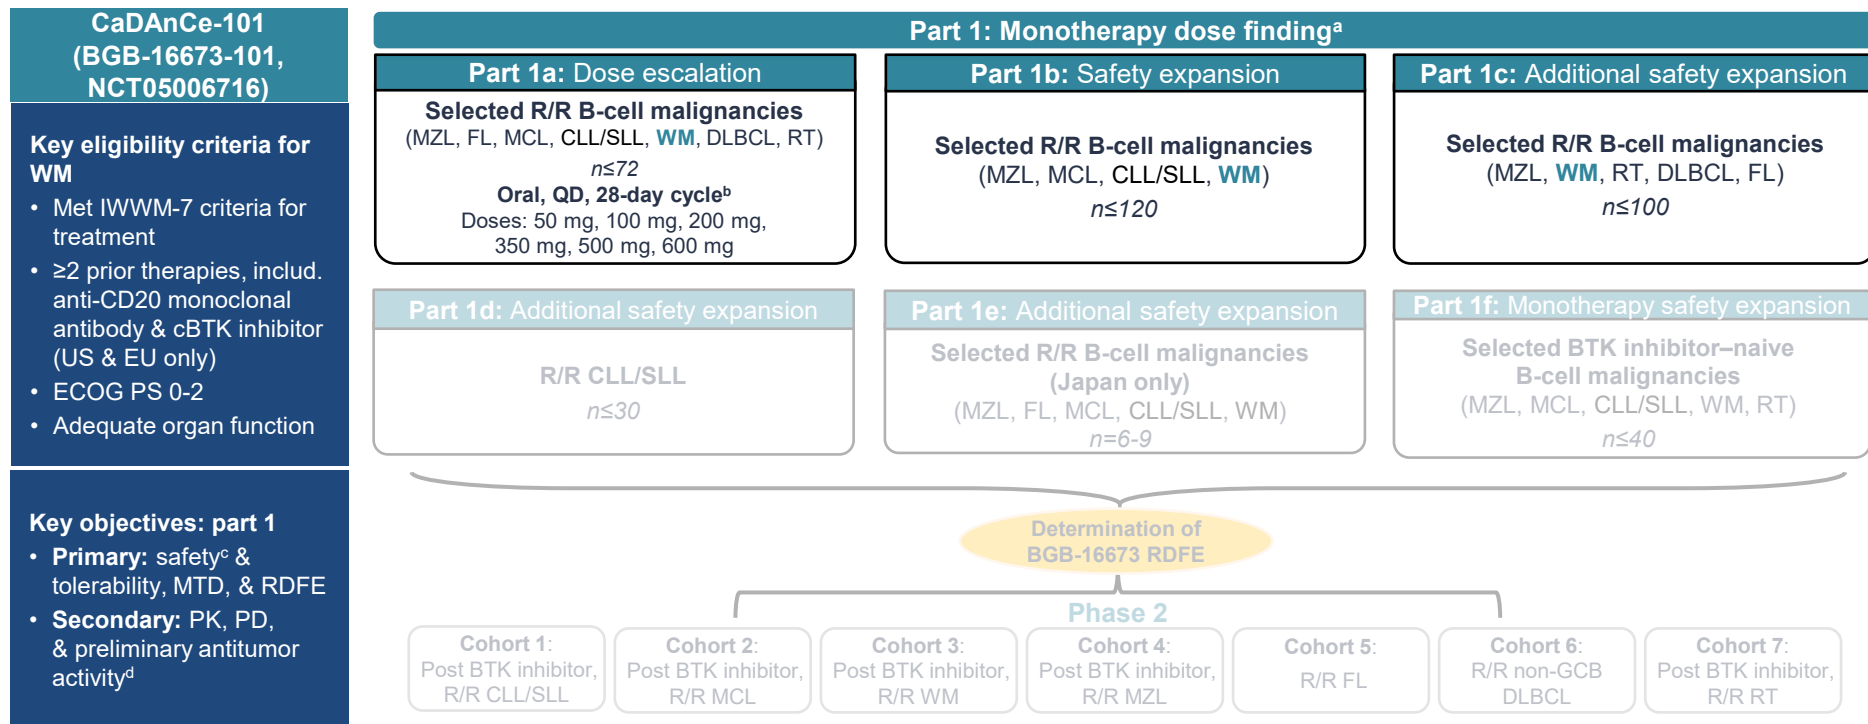 CaDAnCe-101
(BGB-16673-101,
NCT05006716)
Key eligibility criteria for
WM
• Met IWWM-7 criteria for
treatment
• ≥2 prior therapies, includ.
anti-CD20 monoclonal
antibody & cBTK inhibitor
(US & EU only)
• ECOG PS 0-2
• Adequate organ function
Key objectives: part 1
• Primary: safetyᶜ &
tolerability, MTD, & RDFE
• Secondary: PK, PD,
& preliminary antitumor
activityᵈ
Part 1: Monotherapy dose findingᵃ
Part 1a: Dose escalation
Selected R/R B-cell malignancies
(MZL, FL, MCL, CLL/SLL, WM, DLBCL, RT)
n≤72
Oral, QD, 28-day cycleᵇ
Doses: 50 mg, 100 mg, 200 mg,
350 mg, 500 mg, 600 mg
Part 1b: Safety expansion
Selected R/R B-cell malignancies
(MZL, MCL, CLL/SLL, WM)
n≤120
Part 1c: Additional safety expansion
Selected R/R B-cell malignancies
(MZL, WM, RT, DLBCL, FL)
n≤100
Part 1d: Additional safety expansion
R/R CLL/SLL
n≤30
Part 1e: Additional safety expansion
Selected R/R B-cell malignancies
(Japan only)
(MZL, FL, MCL, CLL/SLL, WM)
n=6-9
Part 1f: Monotherapy safety expansion
Selected BTK inhibitor–naive
B-cell malignancies
(MZL, MCL, CLL/SLL, WM, RT)
n≤40
Determination of
BGB-16673 RDFE
Phase 2
Cohort 1:
Post BTK inhibitor,
R/R CLL/SLL
Cohort 2:
Post BTK inhibitor,
R/R MCL
Cohort 3:
Post BTK inhibitor,
R/R WM
Cohort 4:
Post BTK inhibitor,
R/R MZL
Cohort 5:
R/R FL
Cohort 6:
R/R non-GCB
DLBCL
Cohort 7:
Post BTK inhibitor,
R/R RT